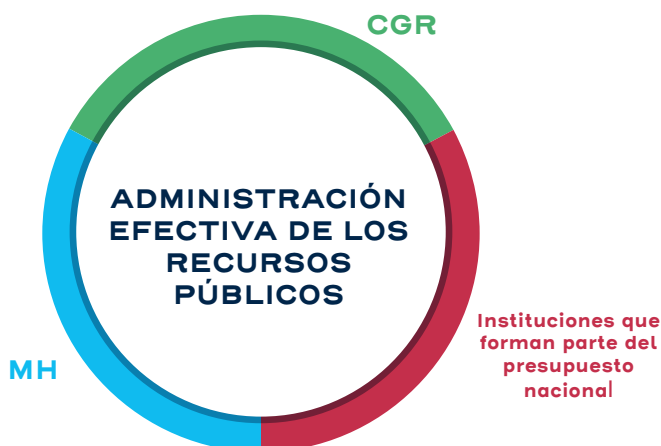 CGR
ADMINISTRACIÓN
EFECTIVA DE LOS
RECURSOS
PÚBLICOS
Instituciones que
forman parte del
presupuesto
nacional
MH